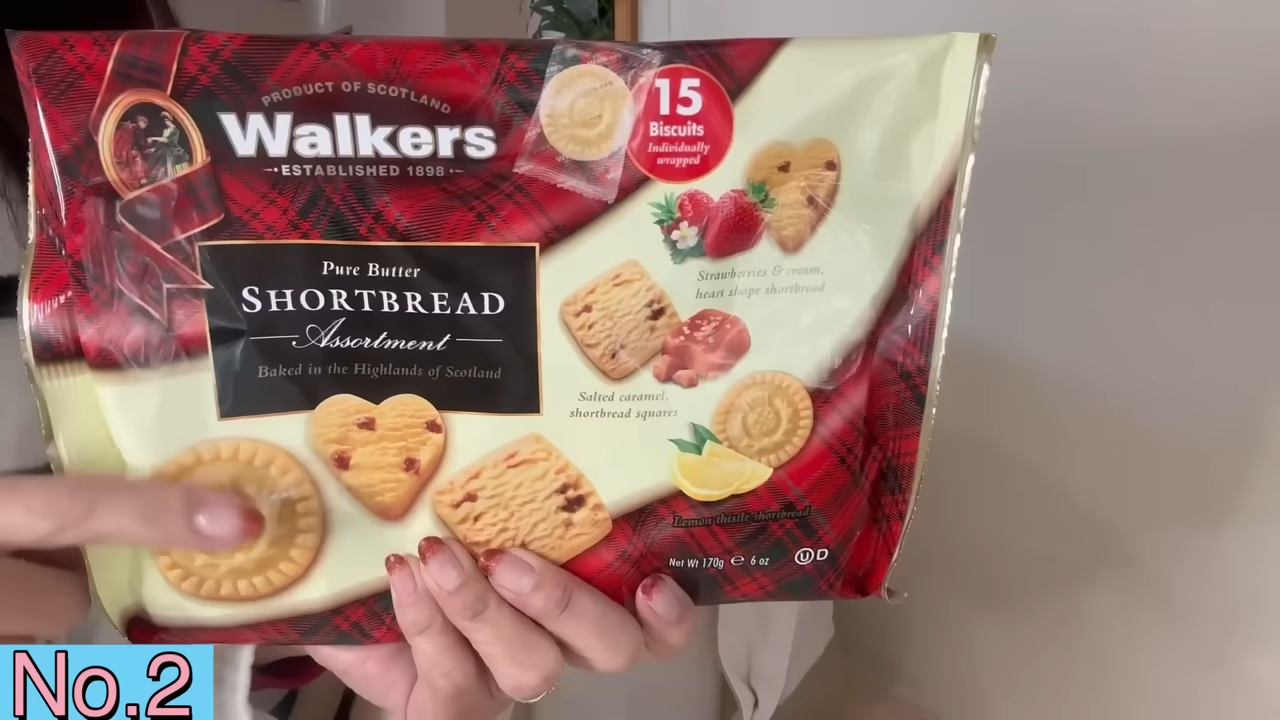 PRODUCT OF SCOTLAND
Walkers
ESTABLISHED 1898
15
Biscuits
Individually
wrapped
Pure Butter
SHORTBREAD
Assortment
Baked in the Highlands of Scotland
Strawberries & cream,
heart shape shortbread
Salted caramel,
shortbread squares
Lemon thistle shortbread
Net Wt 170g e 6 oz
U D
No.2